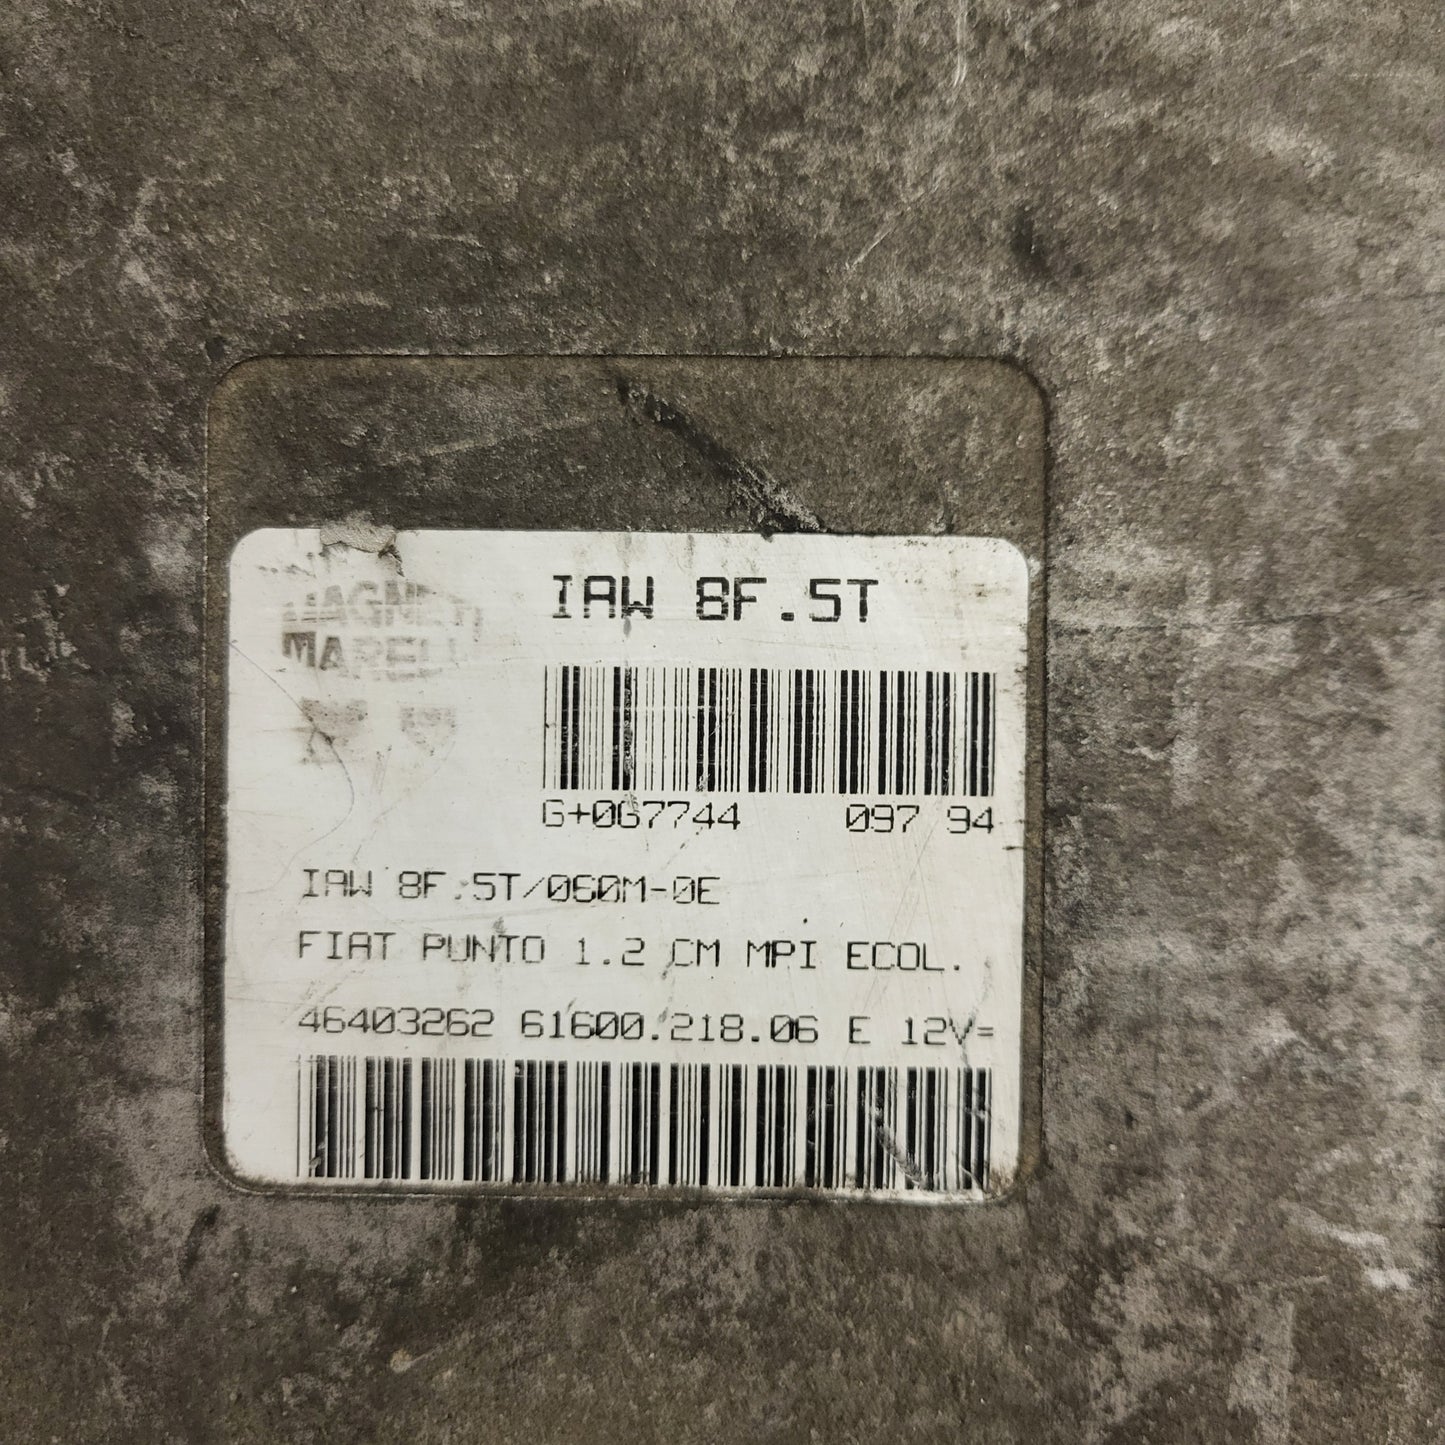 MAGNETI
MARELLI
IAW 8F.5T
G+067744 097 94
IAW 8F.5T/060M-0E
FIAT PUNTO 1.2 CM MPI ECOL.
46403262 61600.218.06 E 12V=